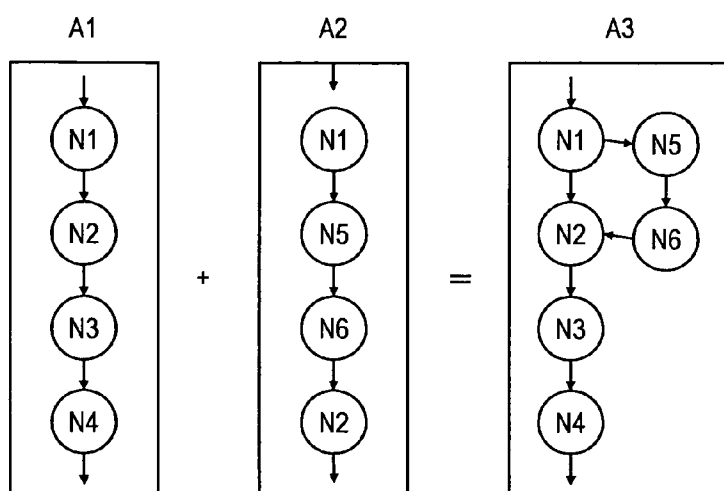 A1 A2 A3
N1 N1 N1 N5
N2 N5 N2 N6
+ =
N3 N6 N3
N4 N2 N4